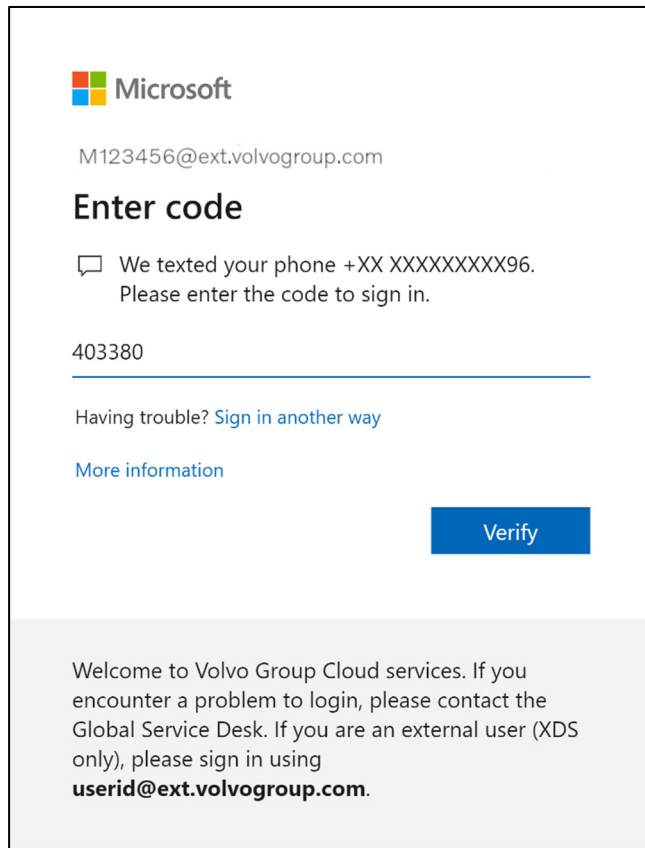 Microsoft
M123456@ext.volvogroup.com
Enter code
We texted your phone +XX XXXXXXXXX96.
Please enter the code to sign in.
403380
Having trouble? Sign in another way
More information
Verify
Welcome to Volvo Group Cloud services. If you
encounter a problem to login, please contact the
Global Service Desk. If you are an external user (XDS
only), please sign in using
userid@ext.volvogroup.com.